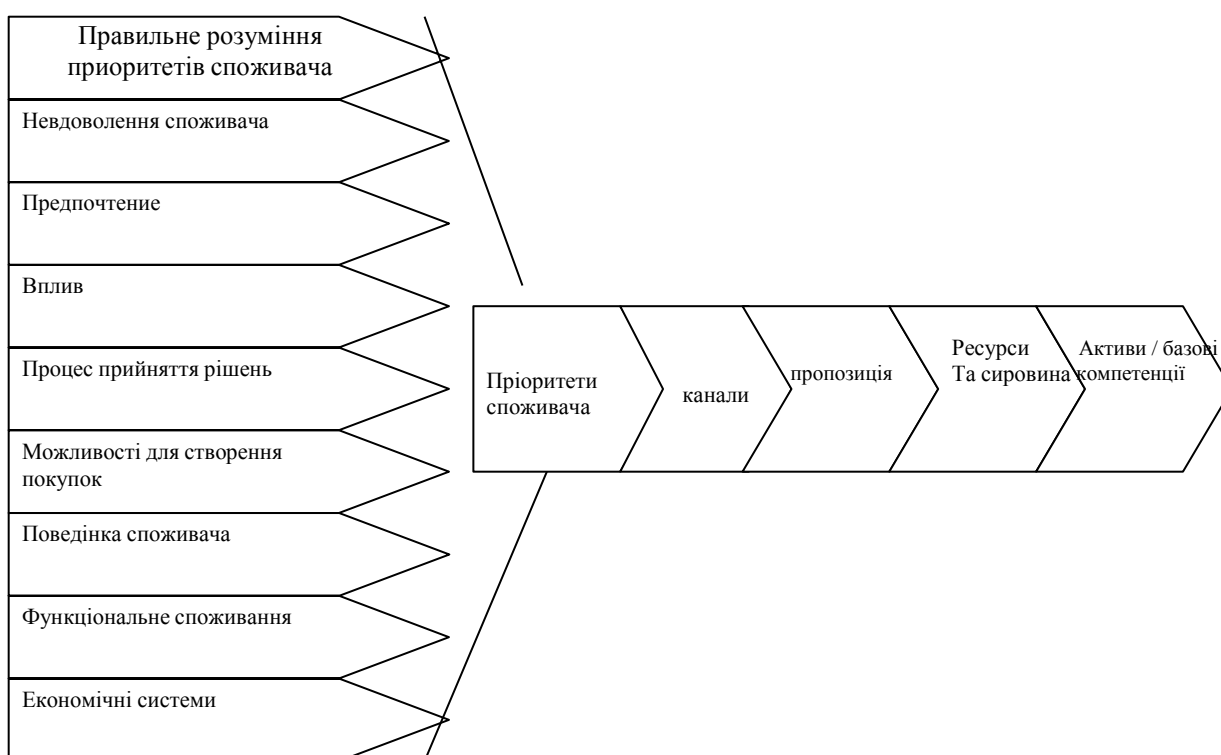 Правильне розуміння
приоритетів споживача
Невдоволення споживача
Предпочтение
Вплив
Процес прийняття рішень
Можливості для створення
покупок
Поведінка споживача
Функціональне споживання
Економічні системи
Пріоритети
споживача
канали
пропозиція
Ресурси
Та сировина
Активи / базові
компетенції